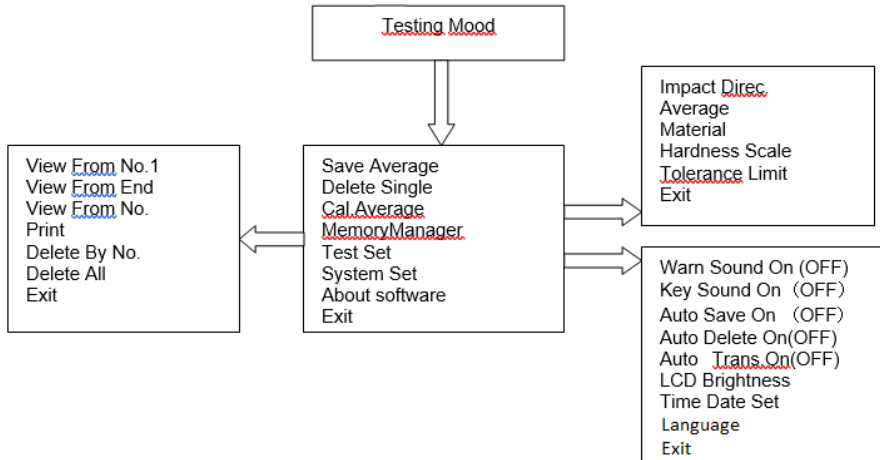 Testing Mood
Impact Direc.
Average
Material
Hardness Scale
Tolerance Limit
Exit
View From No.1
View From End
View From No.
Print
Delete By No.
Delete All
Exit
Save Average
Delete Single
Cal.Average
MemoryManager
Test Set
System Set
About software
Exit
Warn Sound On (OFF)
Key Sound On（OFF）
Auto Save On （OFF）
Auto Delete On(OFF)
Auto Trans.On(OFF)
LCD Brightness
Time Date Set
Language
Exit